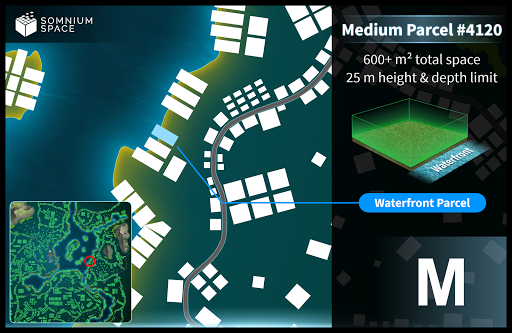 SOMNIUM
SPACE
Medium Parcel #4120
600+ m² total space
25 m height & depth limit
Waterfront
Waterfront Parcel
M